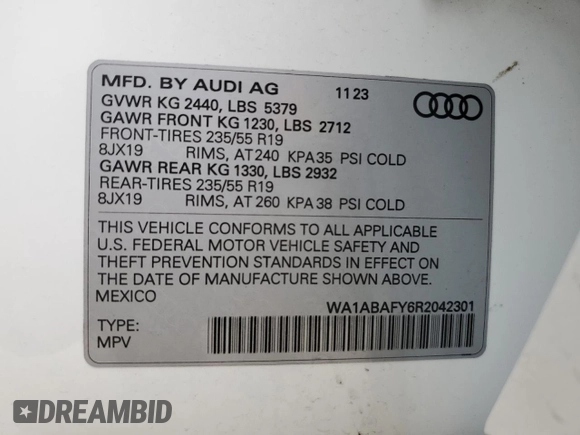 MFD. BY AUDI AG 11 23
GVWR KG 2440, LBS 5379
GAWR FRONT KG 1230, LBS 2712
FRONT-TIRES 235/55 R19
8JX19 RIMS, AT 240 KPA 35 PSI COLD
GAWR REAR KG 1330, LBS 2932
REAR-TIRES 235/55 R19
8JX19 RIMS, AT 260 KPA 38 PSI COLD
THIS VEHICLE CONFORMS TO ALL APPLICABLE
U.S. FEDERAL MOTOR VEHICLE SAFETY AND
THEFT PREVENTION STANDARDS IN EFFECT ON
THE DATE OF MANUFACTURE SHOWN ABOVE.
MEXICO
WA1ABAFY6R2042301
TYPE:
MPV
DREAMBID